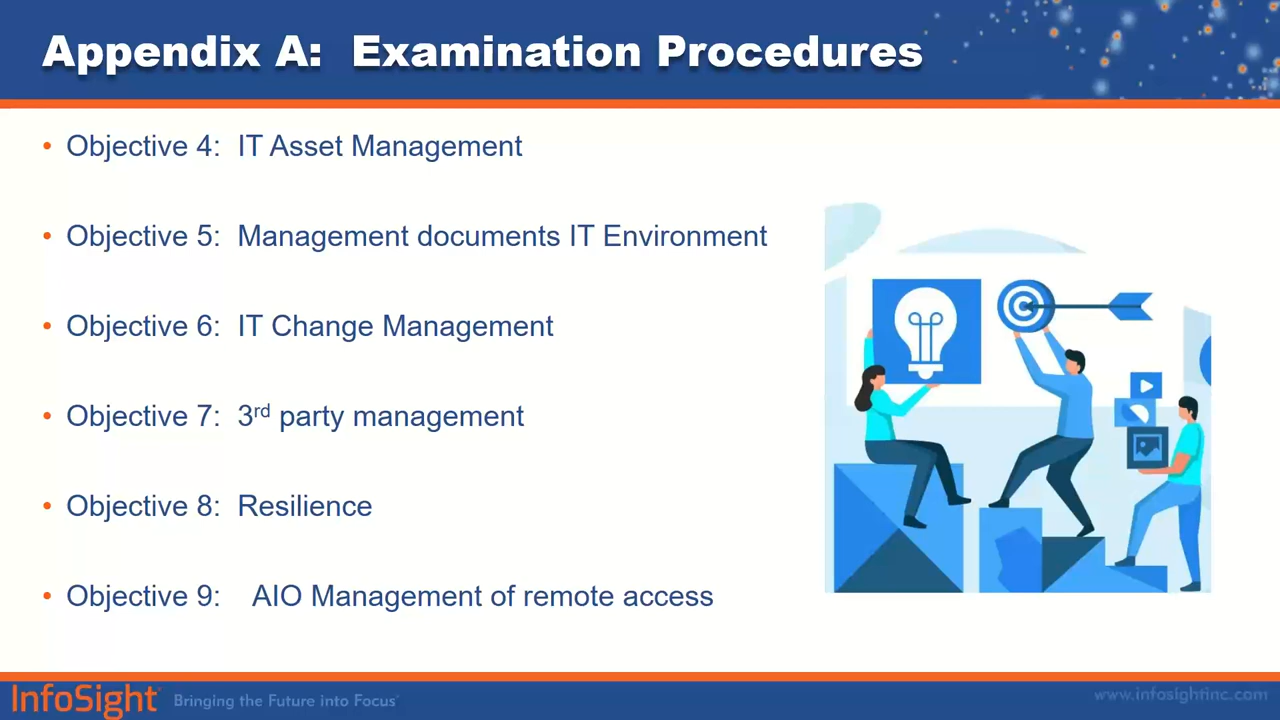 Appendix A: Examination Procedures
• Objective 4: IT Asset Management
• Objective 5: Management documents IT Environment
• Objective 6: IT Change Management
• Objective 7: 3rd party management
• Objective 8: Resilience
• Objective 9: AIO Management of remote access
InfoSight Bringing the Future into Focus
www.infosightinc.com